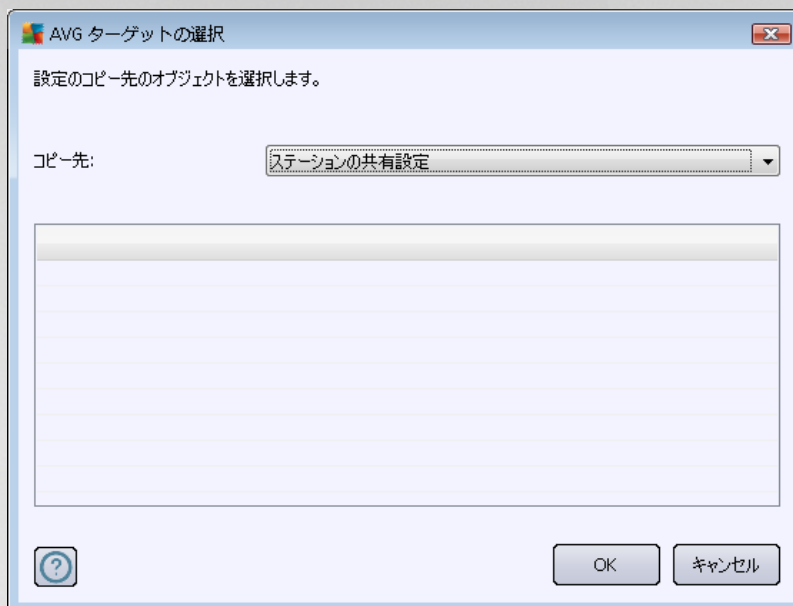 AVG ターゲットの選択
設定のコピー先のオブジェクトを選択します。
コピー先:
ステーションの共有設定
?
OK
キャンセル